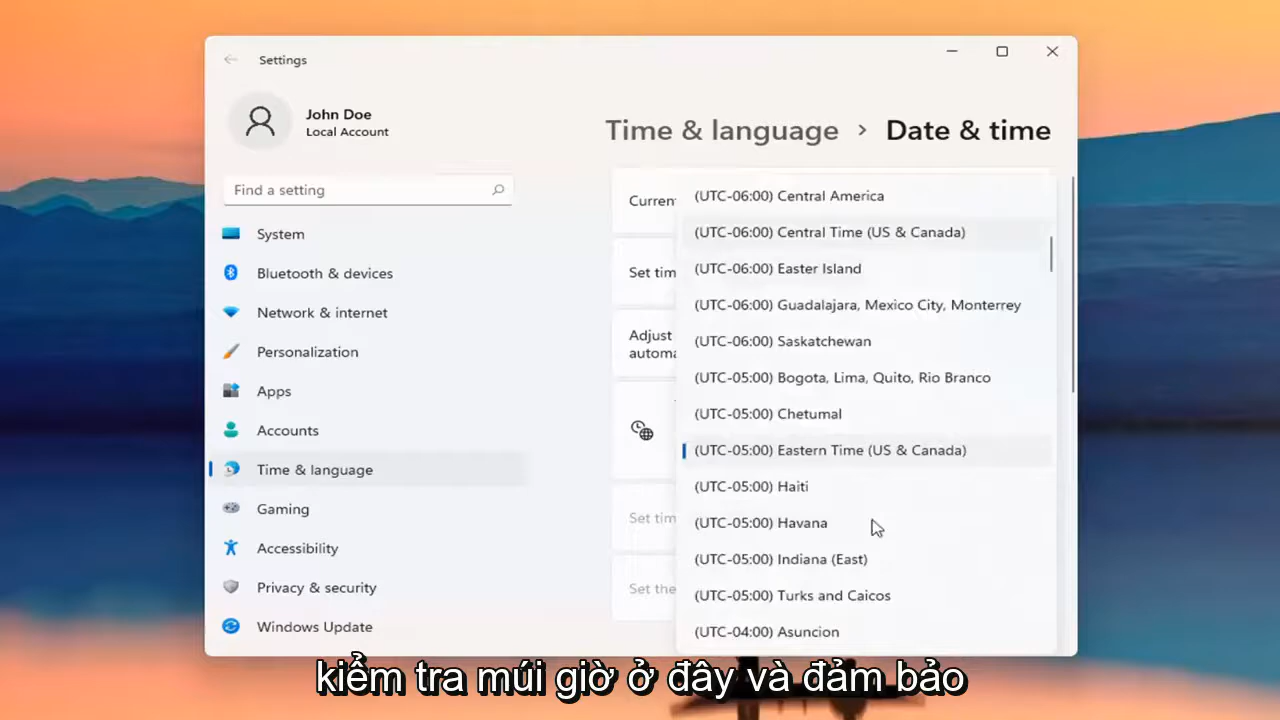 Settings
John Doe
Local Account
Find a setting
System
Bluetooth & devices
Network & internet
Personalization
Apps
Accounts
Time & language
Gaming
Accessibility
Privacy & security
Windows Update
Time & language > Date & time
Current
Set tim
Adjust
automa
Set tim
Set the
(UTC-06:00) Central America
(UTC-06:00) Central Time (US & Canada)
(UTC-06:00) Easter Island
(UTC-06:00) Guadalajara, Mexico City, Monterrey
(UTC-06:00) Saskatchewan
(UTC-05:00) Bogota, Lima, Quito, Rio Branco
(UTC-05:00) Chetumal
(UTC-05:00) Eastern Time (US & Canada)
(UTC-05:00) Haiti
(UTC-05:00) Havana
(UTC-05:00) Indiana (East)
(UTC-05:00) Turks and Caicos
(UTC-04:00) Asuncion
kiểm tra múi giờ ở đây và đảm bảo